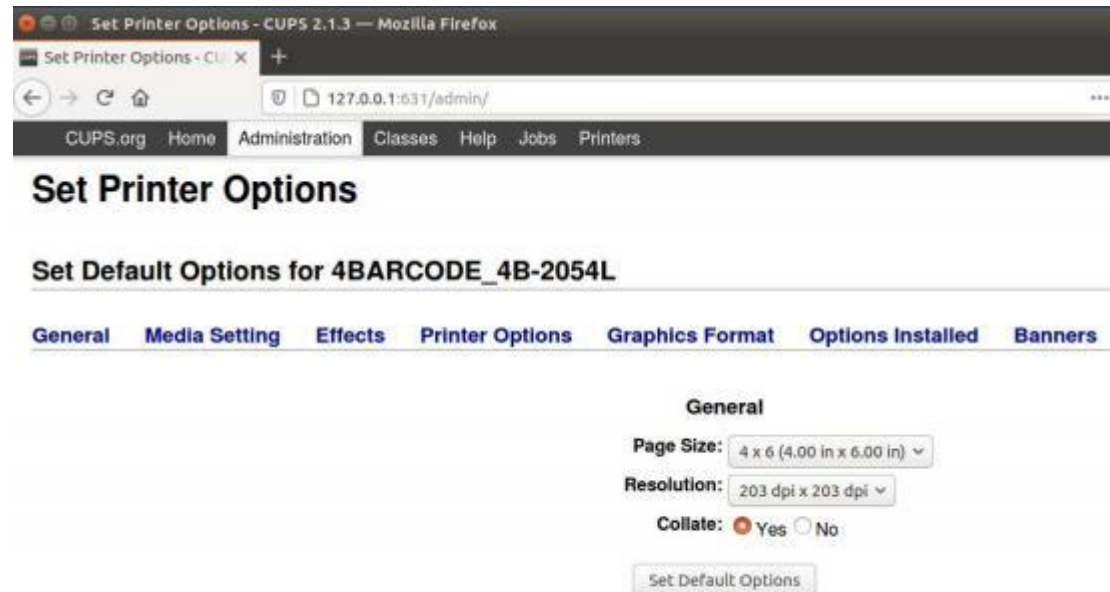 Set Printer Options - CUPS 2.1.3 — Mozilla Firefox
Set Printer Options - CU
127.0.0.1:631/admin/
CUPS.org Home Administration Classes Help Jobs Printers
Set Printer Options
Set Default Options for 4BARCODE_4B-2054L
General Media Setting Effects Printer Options Graphics Format Options Installed Banners
General
Page Size: 4 x 6 (4.00 in x 6.00 in)
Resolution: 203 dpi x 203 dpi
Collate: Yes No
Set Default Options